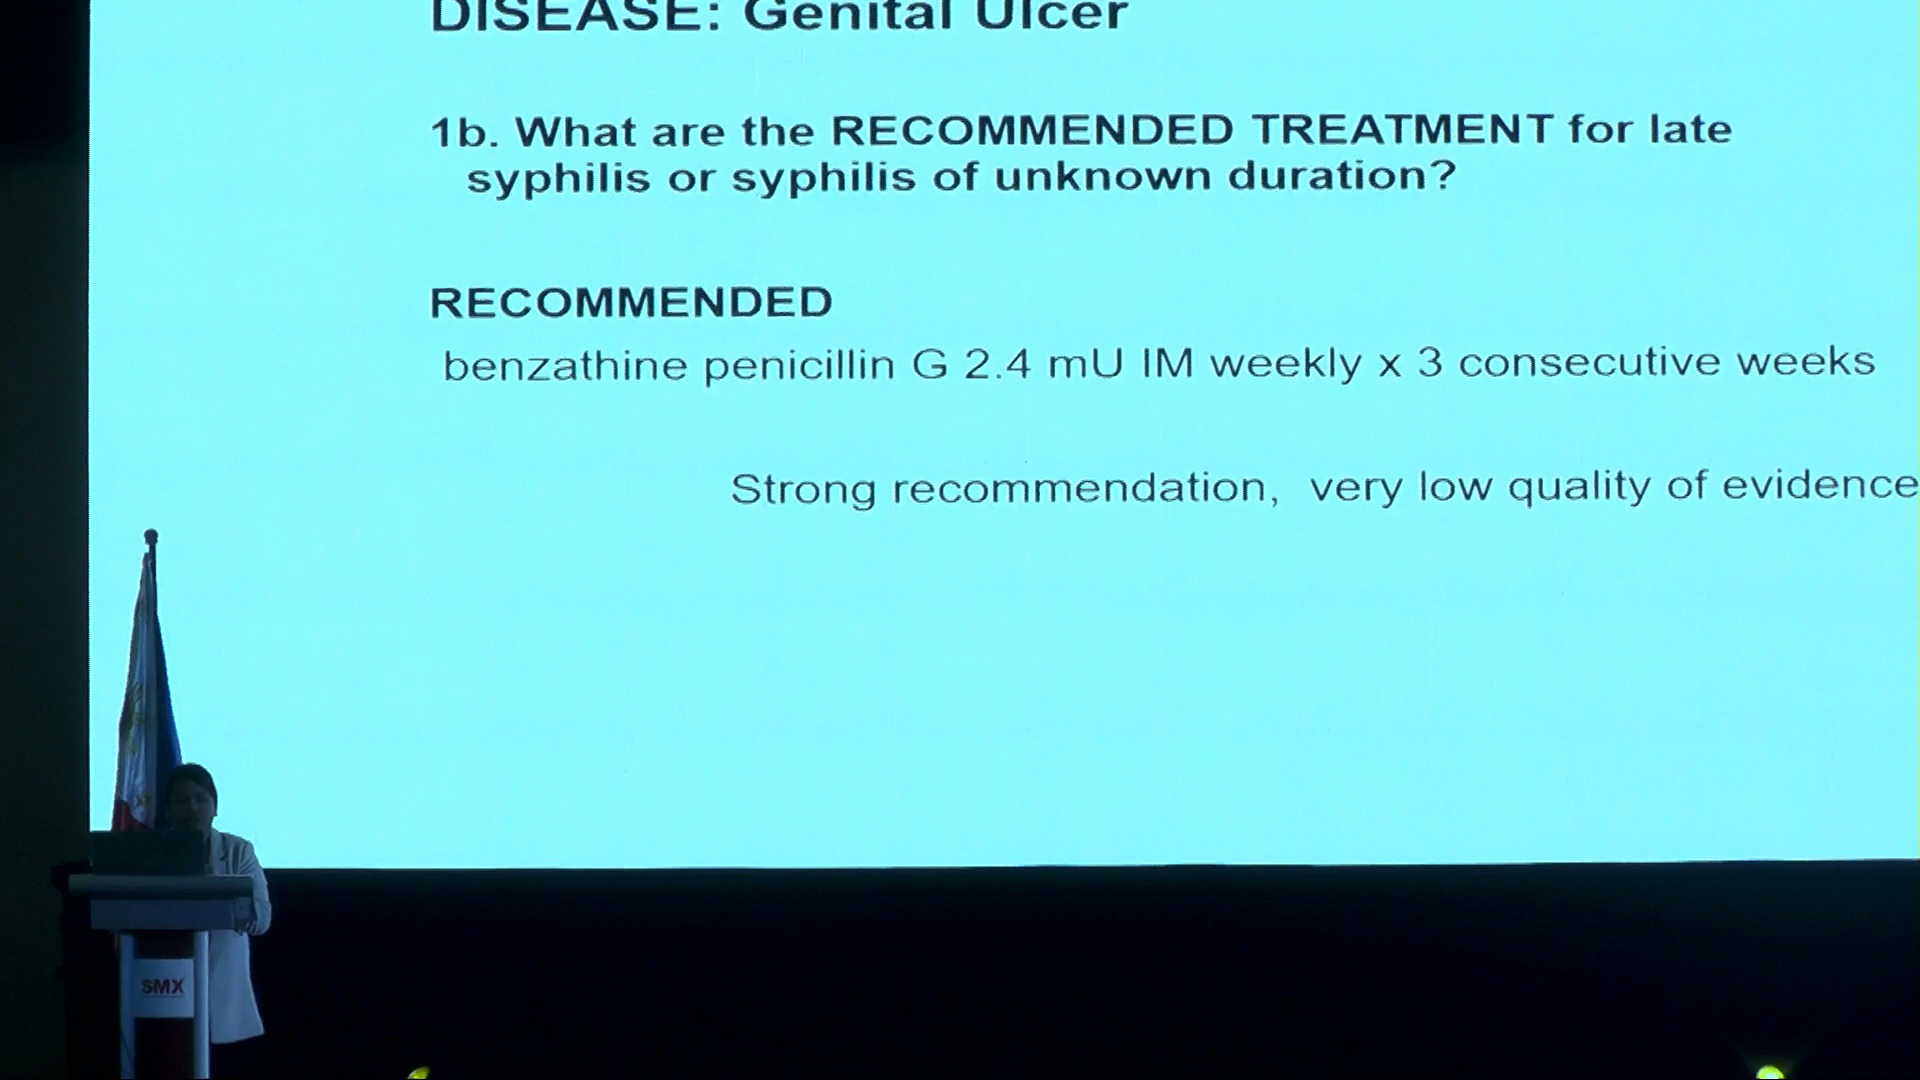 DISEASE: Genital Ulcer
1b. What are the RECOMMENDED TREATMENT for late
syphilis or syphilis of unknown duration?
RECOMMENDED
benzathine penicillin G 2.4 mU IM weekly x 3 consecutive weeks
Strong recommendation, very low quality of evidence
SMX